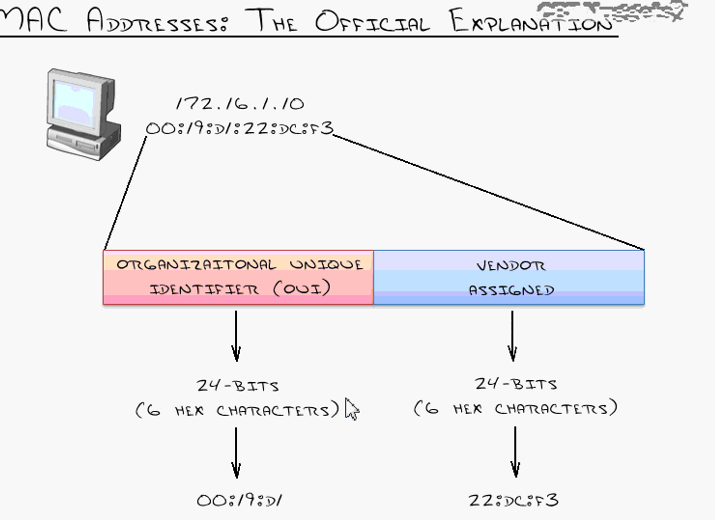 MAC ADDRESSES: THE OFFICIAL EXPLANATION
172.16.1.10
00:19:D1:22:DC:F3
ORGANIZAITONAL UNIQUE
IDENTIFIER (OUI)
VENDOR
ASSIGNED
24-BITS
(6 HEX CHARACTERS)
24-BITS
(6 HEX CHARACTERS)
00:19:D1
22:DC:F3